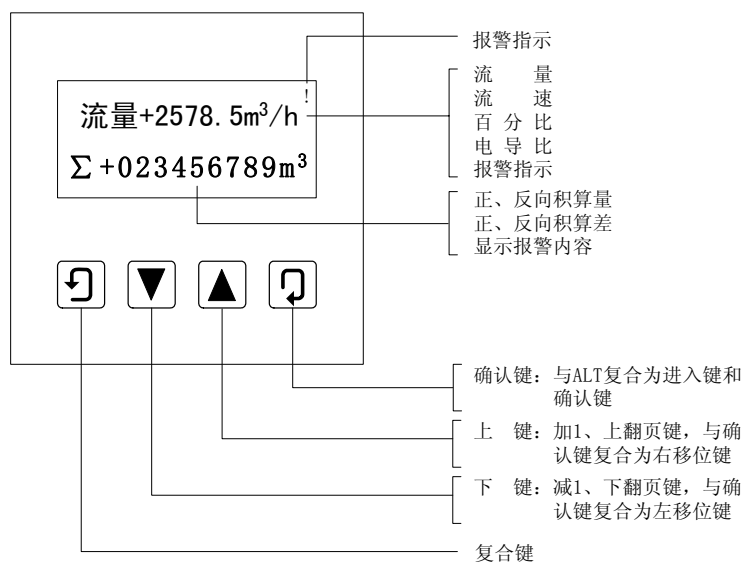 报警指示
!
流量+2578.5m³/h
Σ+023456789m³
流 量
流 速
百 分 比
电 导 比
报警指示
正、反向积算量
正、反向积算差
显示报警内容
确认键：与ALT复合为进入键和
确认键
上 键：加1、上翻页键，与确
认键复合为右移位键
下 键：减1、下翻页键，与确
认键复合为左移位键
复合键